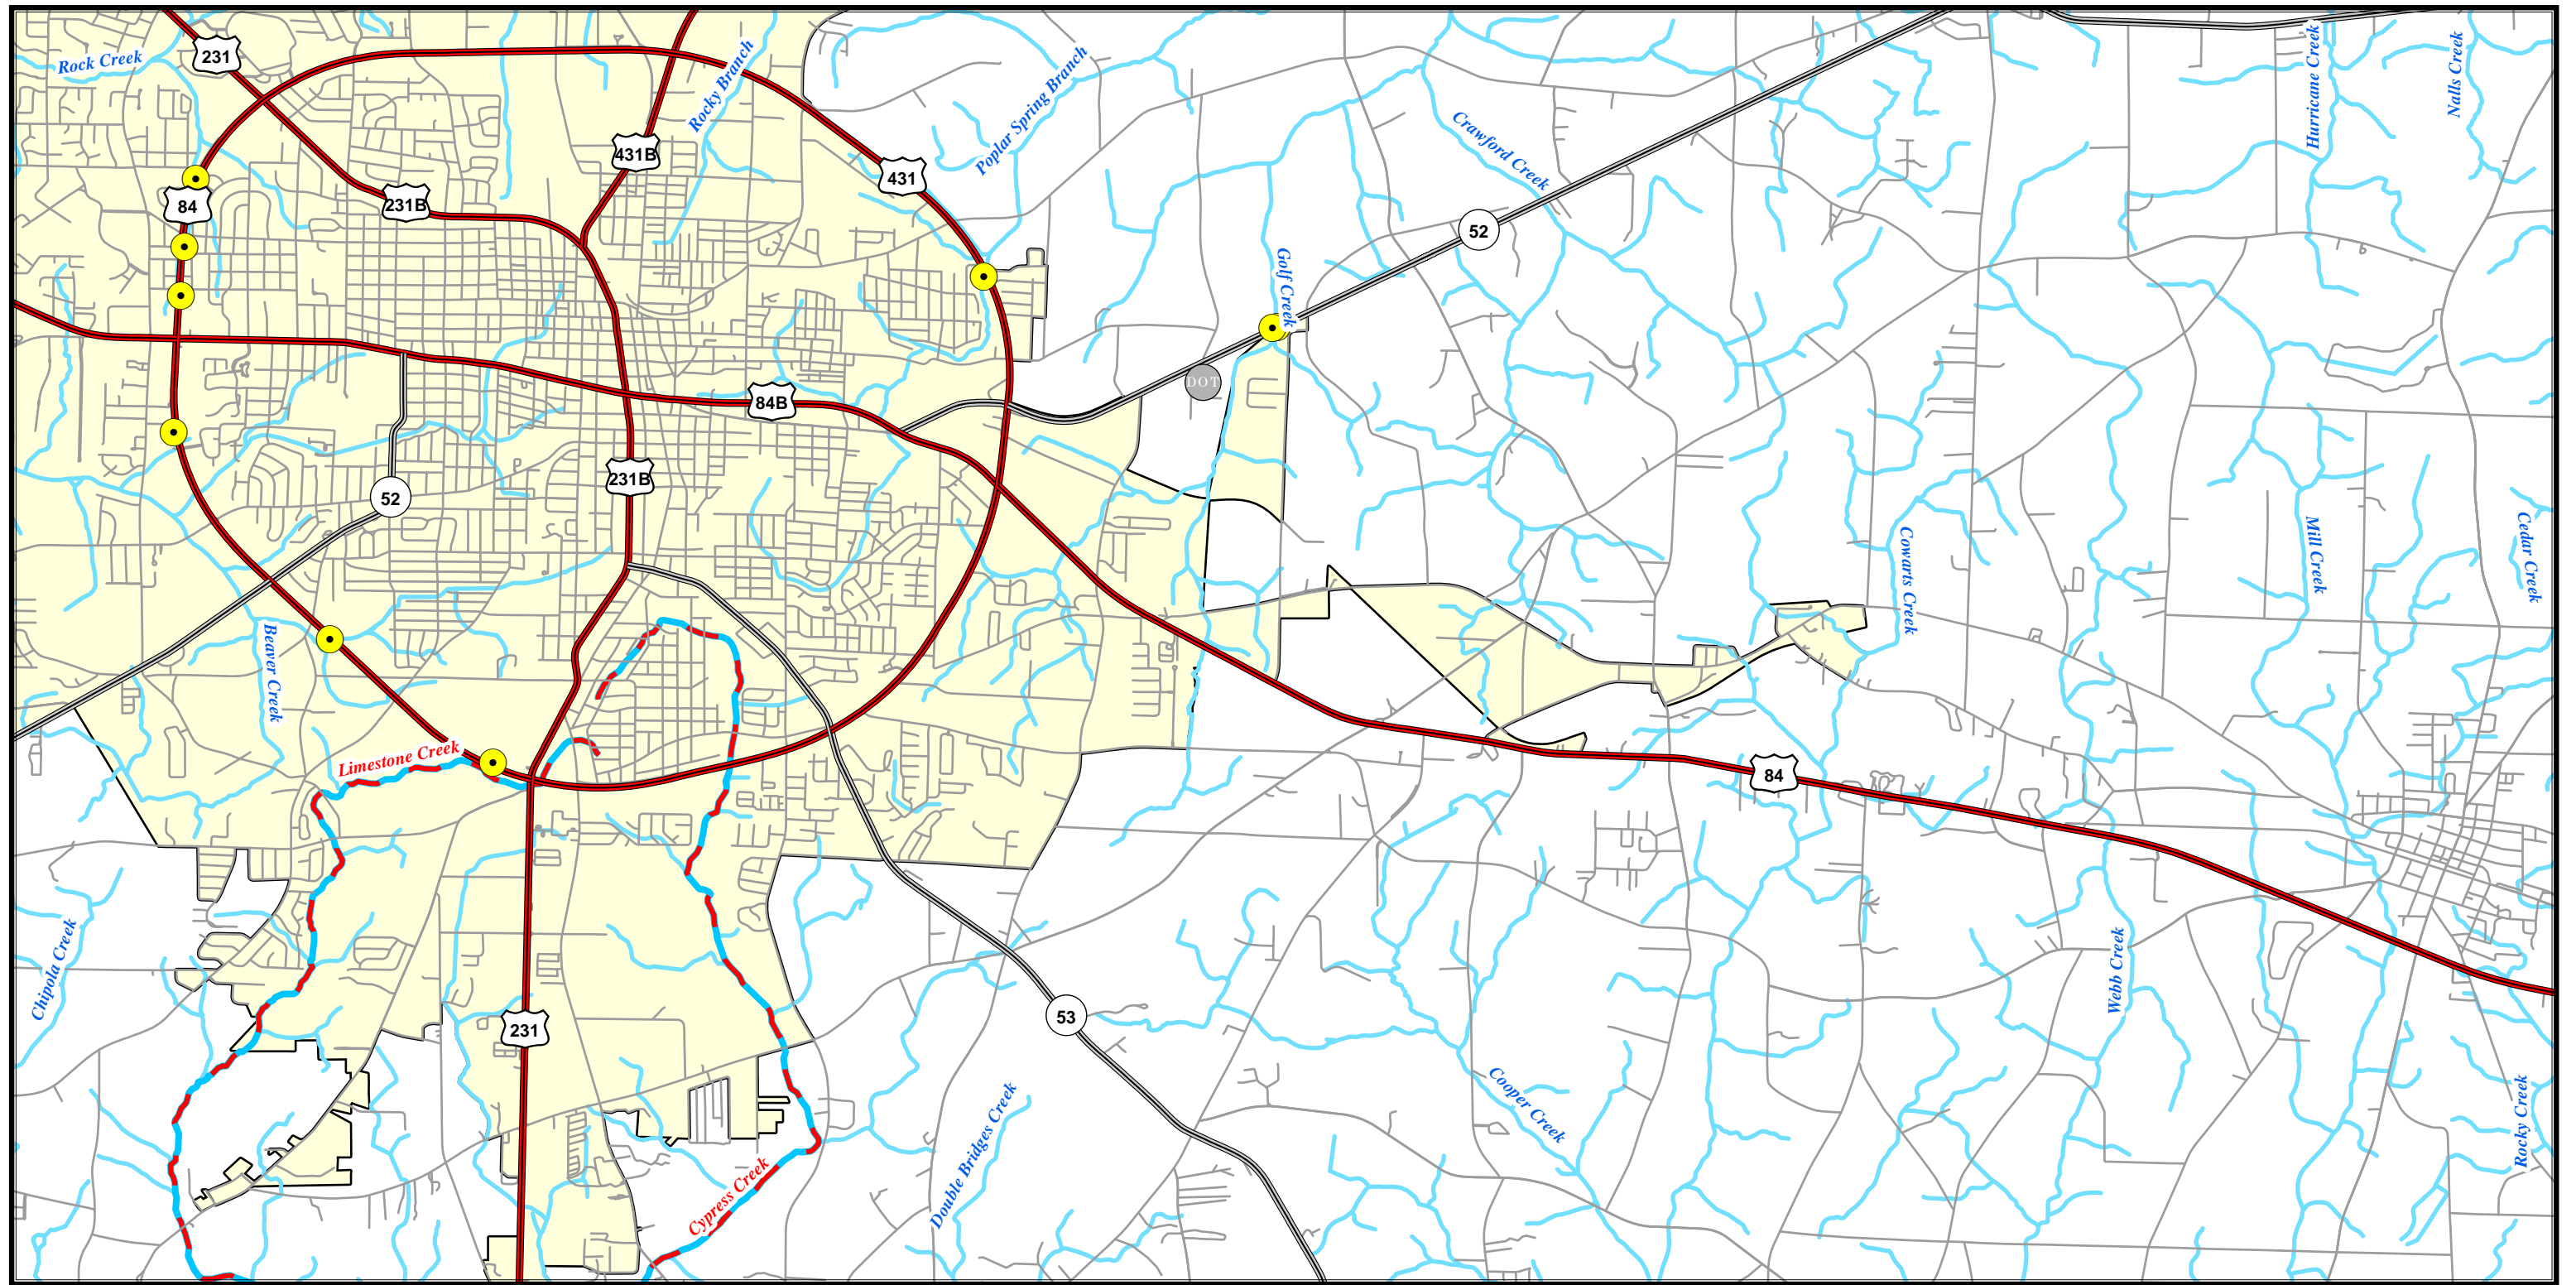 Rock Creek
231
Rocky Branch
Poplar Spring Branch
Hurricane Creek
Nalls Creek
431B
Crawford Creek
431
84
231B
52
Golf Creek
DOT
84B
231B
52
Cowarts Creek
Mill Creek
Cedar Creek
Beaver Creek
Limestone Creek
84
Chipola Creek
Webb Creek
231
53
Cooper Creek
Rocky Creek
Double Bridges Creek
Cypress Creek